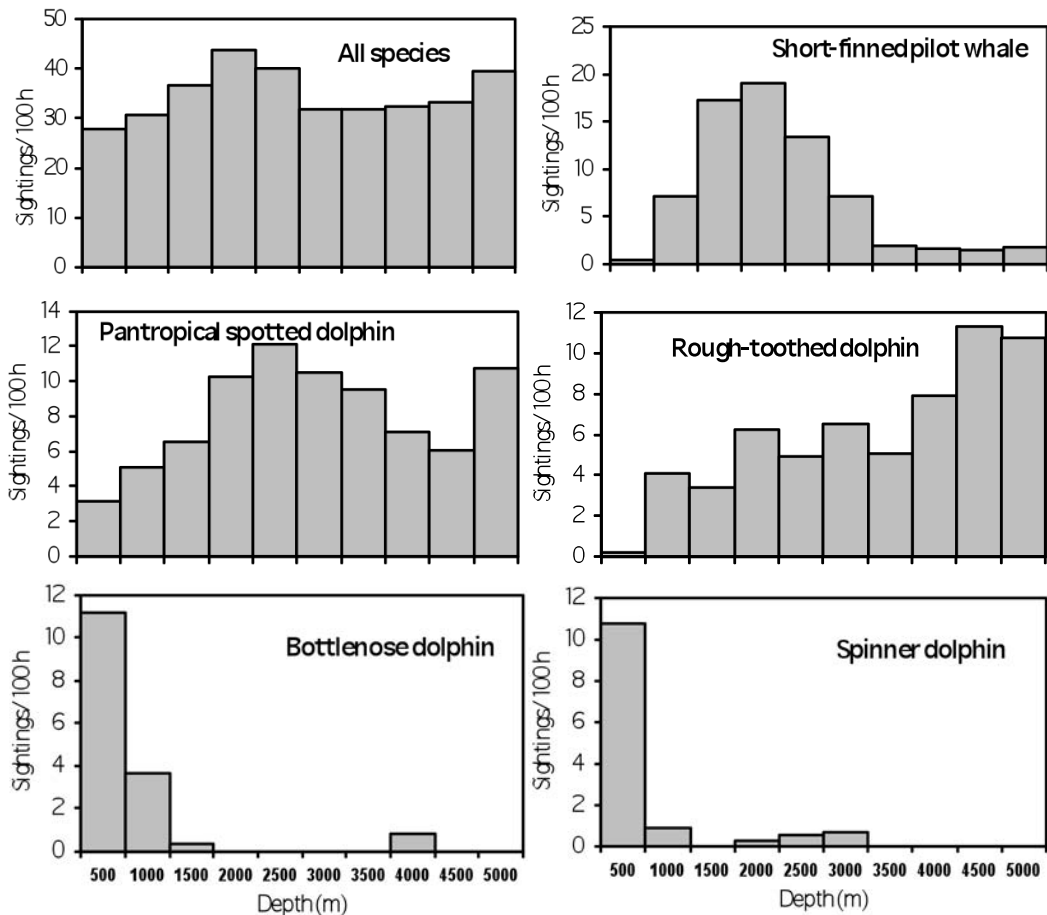 All species
Sightings/100h
50
40
30
20
10
0
Short-finned pilot whale
Sightings/100h
25
20
15
10
5
0
Pantropical spotted dolphin
Sightings/100h
14
12
10
8
6
4
2
0
Rough-toothed dolphin
Sightings/100h
12
10
8
6
4
2
0
Bottlenose dolphin
Sightings/100h
12
10
8
6
4
2
0
500 1000 1500 2000 2500 3000 3500 4000 4500 5000
Depth (m)
Spinner dolphin
Sightings/100h
12
10
8
6
4
2
0
500 1000 1500 2000 2500 3000 3500 4000 4500 5000
Depth (m)